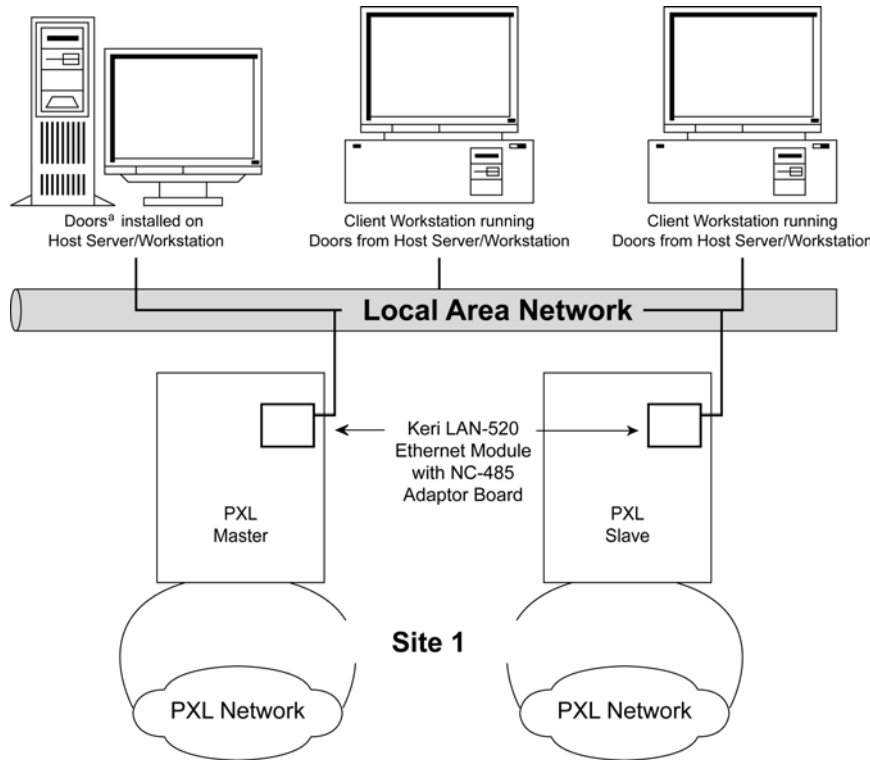 Doorsª installed on
Host Server/Workstation
Client Workstation running
Doors from Host Server/Workstation
Client Workstation running
Doors from Host Server/Workstation
Local Area Network
Keri LAN-520
Ethernet Module
with NC-485
Adaptor Board
PXL
Master
PXL
Slave
Site 1
PXL Network
PXL Network